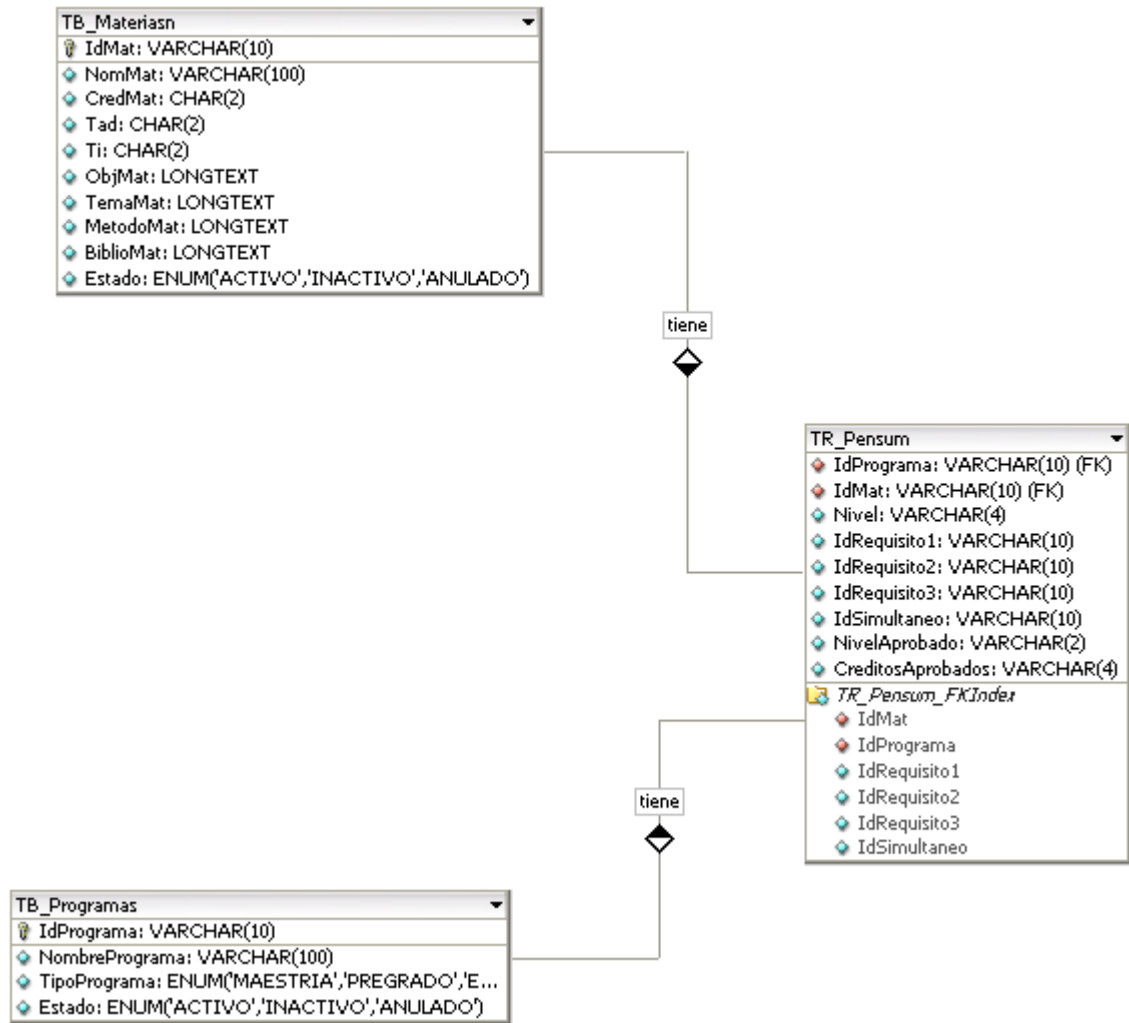 TB_Materiasn
IdMat: VARCHAR(10)
NomMat: VARCHAR(100)
CredMat: CHAR(2)
Tad: CHAR(2)
Ti: CHAR(2)
ObjMat: LONGTEXT
TemaMat: LONGTEXT
MetodoMat: LONGTEXT
BiblioMat: LONGTEXT
Estado: ENUM('ACTIVO','INACTIVO','ANULADO')
tiene
TR_Pensum
IdPrograma: VARCHAR(10) (FK)
IdMat: VARCHAR(10) (FK)
Nivel: VARCHAR(4)
IdRequisito1: VARCHAR(10)
IdRequisito2: VARCHAR(10)
IdRequisito3: VARCHAR(10)
IdSimultaneo: VARCHAR(10)
NivelAprobado: VARCHAR(2)
CreditosAprobados: VARCHAR(4)
TR_Pensum_FKIndex
IdMat
IdPrograma
IdRequisito1
IdRequisito2
IdRequisito3
IdSimultaneo
tiene
TB_Programas
IdPrograma: VARCHAR(10)
NombrePrograma: VARCHAR(100)
TipoPrograma: ENUM('MAESTRIA','PREGRADO','E...
Estado: ENUM('ACTIVO','INACTIVO','ANULADO')